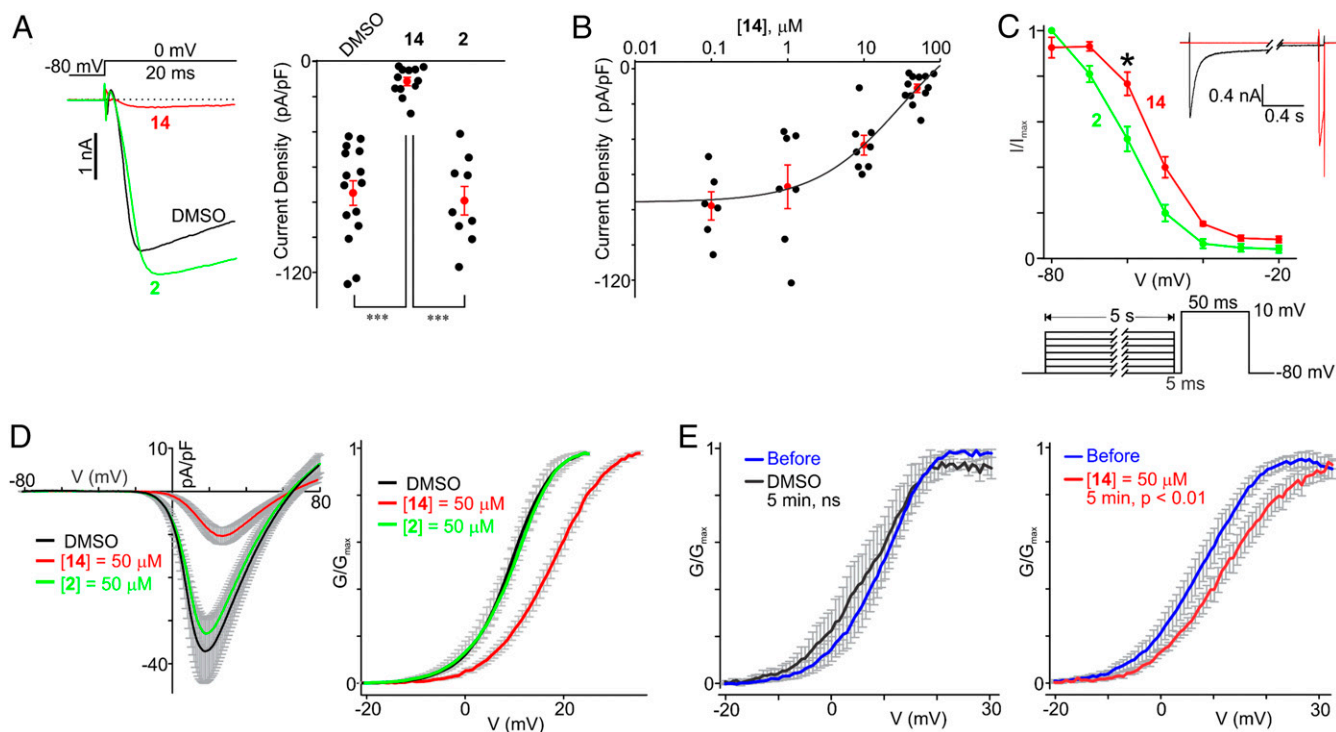 A
0 mV
-80 mV
20 ms
14
1 nA
DMSO
2
DMSO 14 2
0
Current Density (pA/pF)
-120
*** ***
B
[14], μM
0.01 0.1 1 10 100
0
Current Density ( pA/pF)
-120
C
1
I/Imax
0
*
14
2
0.4 nA
0.4 s
-80 -20
V (mV)
5 s
50 ms
10 mV
5 ms
-80 mV
D
10
pA/pF
-80
V (mV)
80
DMSO
[14] = 50 μM
[2] = 50 μM
-40
1
G/Gmax
0
DMSO
[14] = 50 μM
[2] = 50 μM
-20 0 20
V (mV)
E
1
G/Gmax
0
Before
DMSO
5 min, ns
-20 0 30
V (mV)
1
G/Gmax
0
Before
[14] = 50 μM
5 min, p < 0.01
-20 0 30
V (mV)